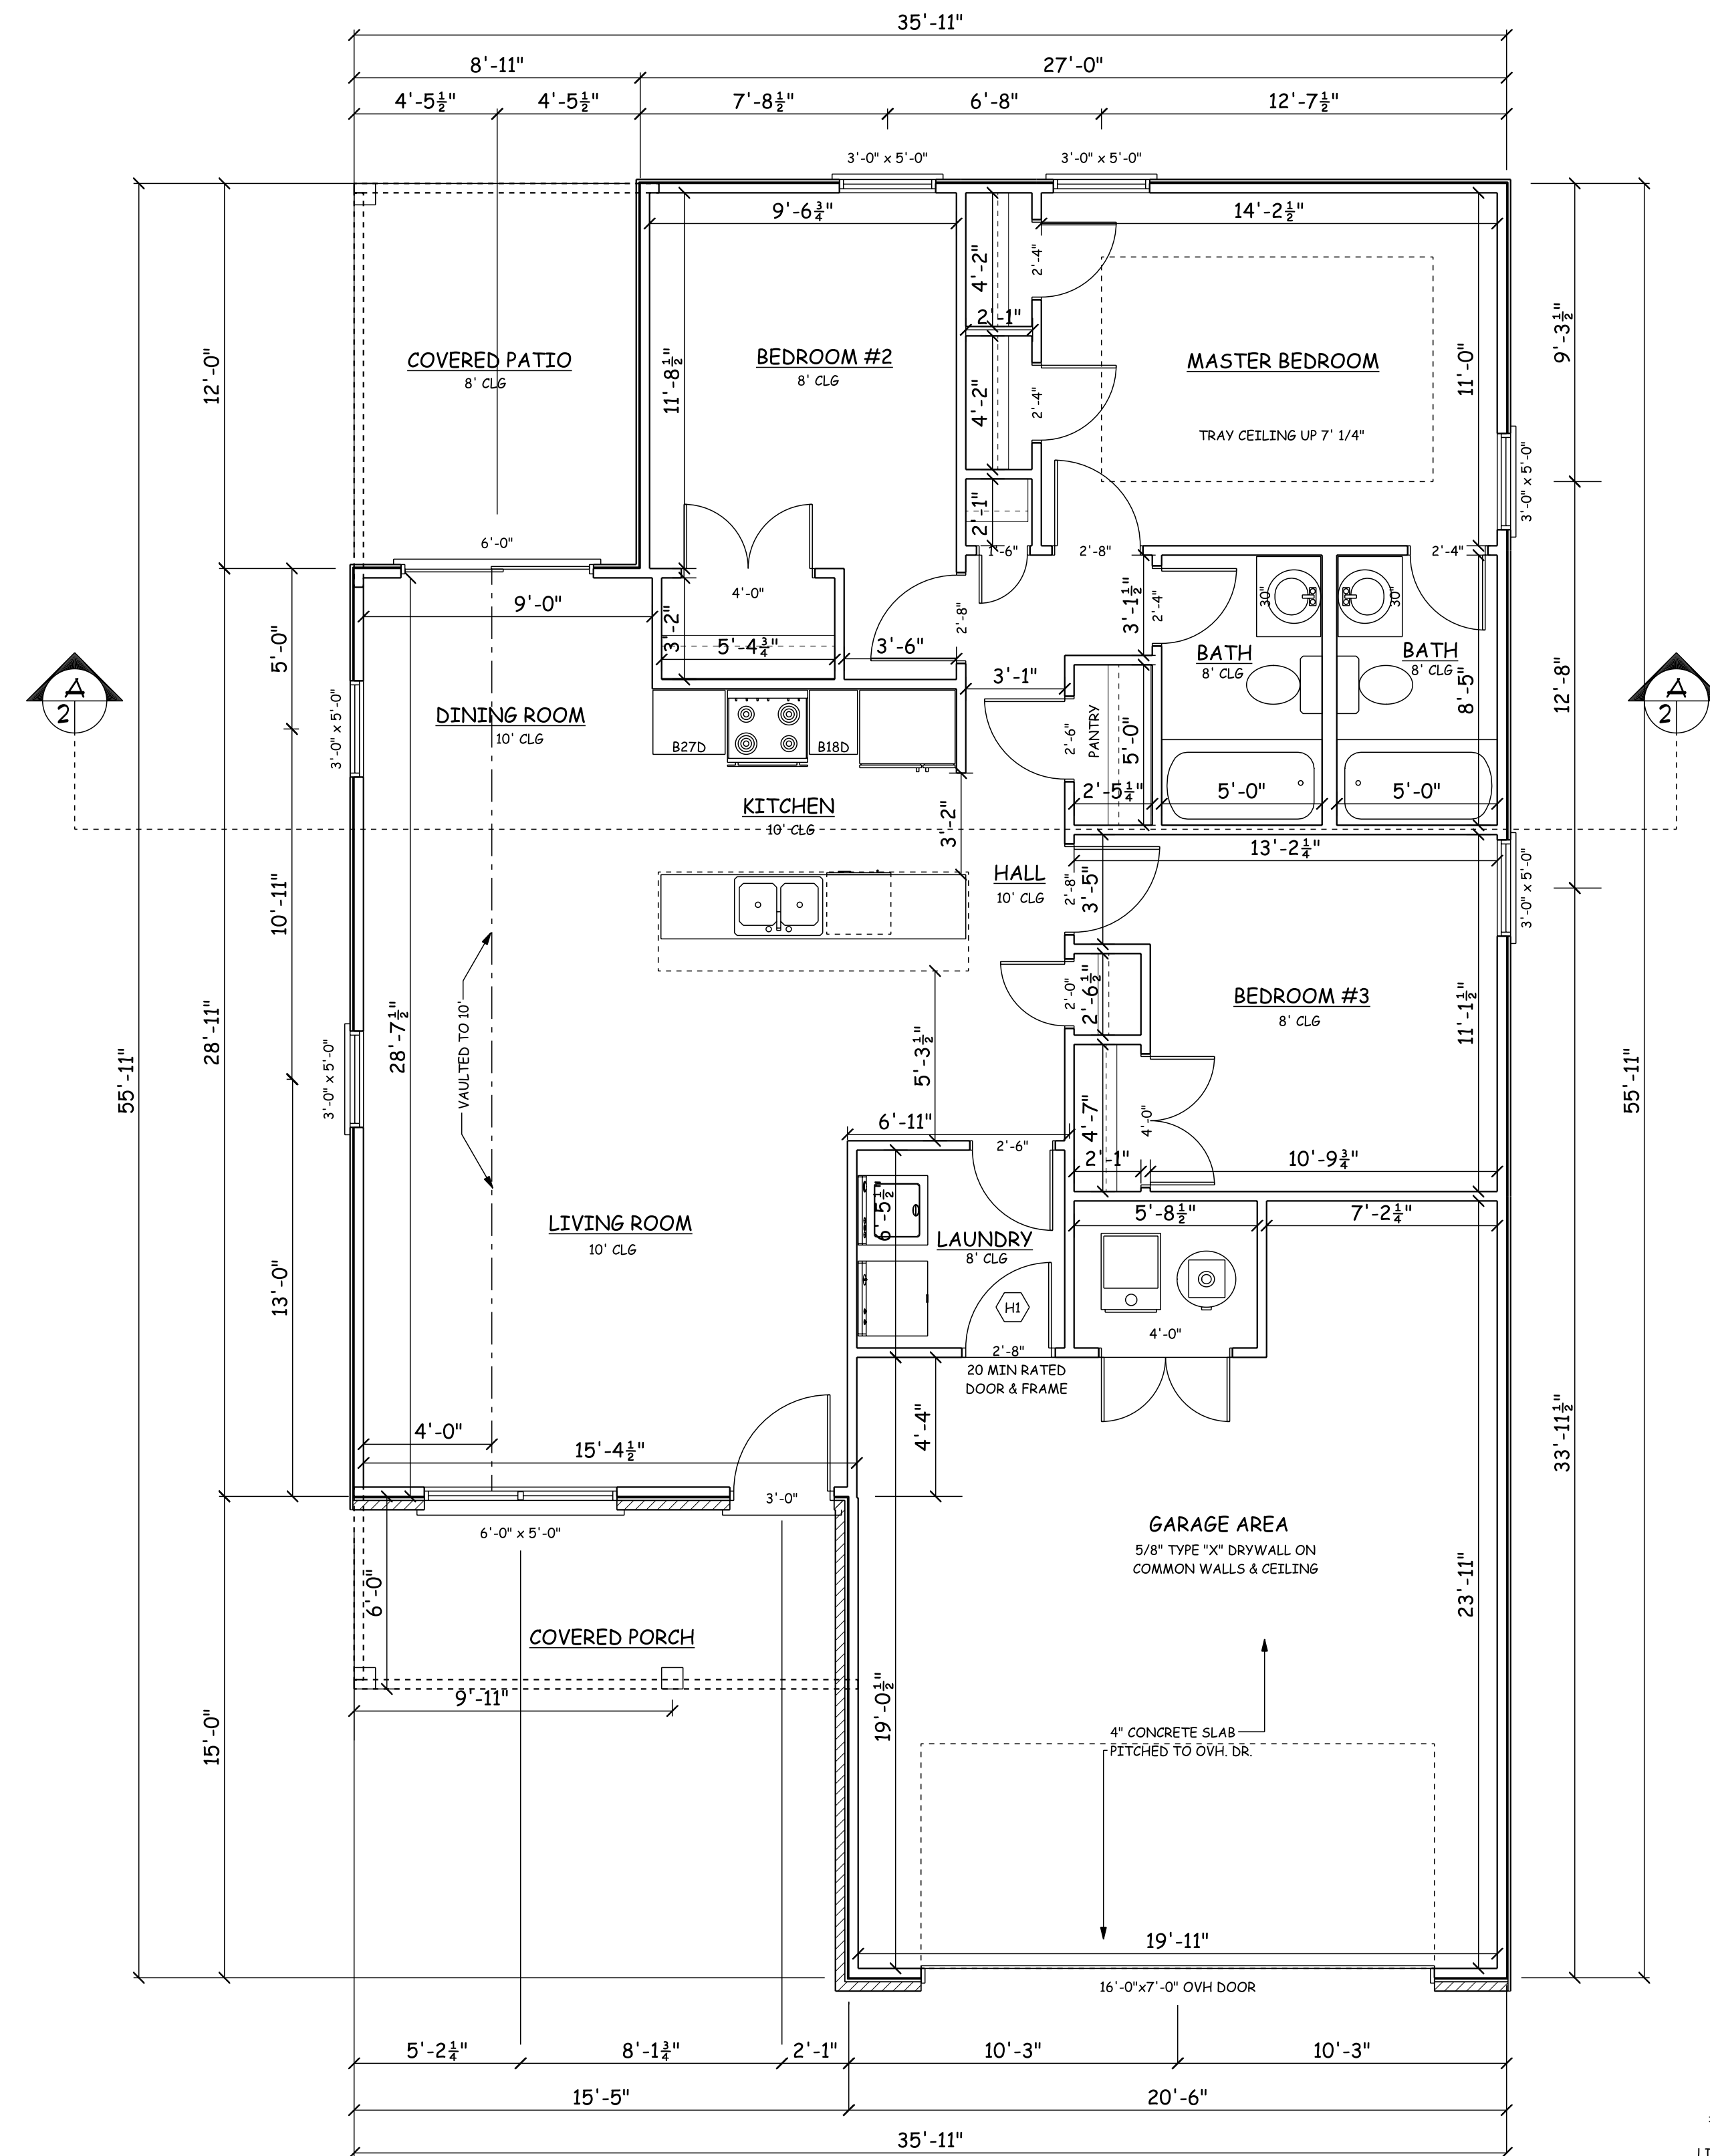 35'-11"
8'-11"
27'-0"
4'-5½"
4'-5½"
7'-8½"
6'-8"
12'-7½"
3'-0" x 5'-0"
3'-0" x 5'-0"
9'-6¾"
14'-2½"
4'-2"
2'-4"
2'-1"
12'-0"
COVERED PATIO
8' CLG
BEDROOM #2
8' CLG
11'-8½"
4'-2"
2'-4"
MASTER BEDROOM
11'-0"
9'-3½"
TRAY CEILING UP 7' 1/4"
3'-0" x 5'-0"
2'-1"
6'-0"
1'-6"
2'-8"
2'-4"
9'-0"
4'-0"
3'-2"
5'-4¾"
3'-6"
2'-8"
3'-1½"
2'-4"
30"
30"
5'-0"
BATH
8' CLG
BATH
8' CLG
8'-5"
12'-8"
A
2
A
2
3'-1"
3'-0" x 5'-0"
DINING ROOM
10' CLG
B27D
B18D
2'-6"
PANTRY
5'-0"
2'-5¼"
5'-0"
5'-0"
KITCHEN
10' CLG
3'-2"
13'-2¼"
HALL
10' CLG
2'-8"
3'-5"
3'-0" x 5'-0"
10'-11"
28'-11"
28'-7½"
VAULTED TO 10'
2'-0"
2'-6½"
BEDROOM #3
8' CLG
11'-1½"
55'-11"
55'-11"
3'-0" x 5'-0"
5'-3½"
6'-11"
2'-6"
4'-7"
4'-0"
2'-1"
10'-9¾"
LIVING ROOM
10' CLG
6'-5½"
LAUNDRY
8' CLG
5'-8½"
7'-2¼"
13'-0"
H1
4'-0"
2'-8"
20 MIN RATED
DOOR & FRAME
4'-4"
33'-11½"
4'-0"
15'-4½"
3'-0"
6'-0" x 5'-0"
GARAGE AREA
5/8" TYPE "X" DRYWALL ON
COMMON WALLS & CEILING
23'-11"
6'-0"
COVERED PORCH
9'-11"
15'-0"
19'-0½"
4" CONCRETE SLAB
PITCHED TO OVH. DR.
19'-11"
16'-0"x7'-0" OVH DOOR
5'-2¼"
8'-1¾"
2'-1"
10'-3"
10'-3"
15'-5"
20'-6"
35'-11"